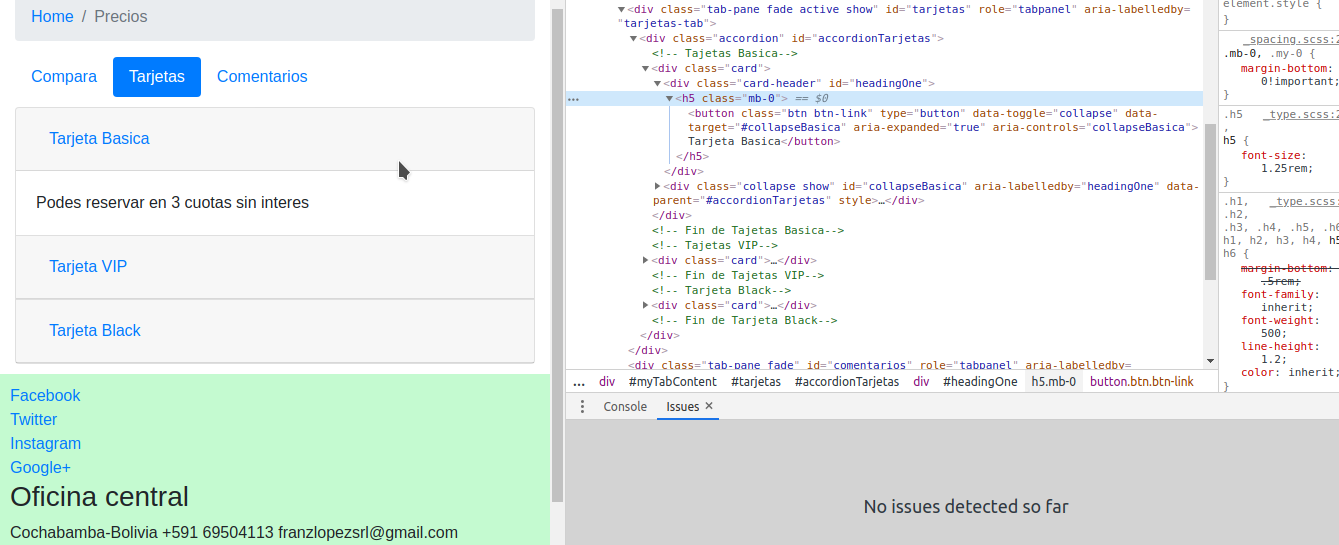 Home / Precios
Compara Tarjetas Comentarios
Tarjeta Basica
Podes reservar en 3 cuotas sin interes
Tarjeta VIP
Tarjeta Black
Facebook
Twitter
Instagram
Google+
Oficina central
Cochabamba-Bolivia +591 69504113 franzlopezsrl@gmail.com
▼<div class="tab-pane fade active show" id="tarjetas" role="tabpanel" aria-labelledby=
"tarjetas-tab">
▼<div class="accordion" id="accordionTarjetas">
<!-- Tajetas Basica-->
▼<div class="card">
▼<div class="card-header" id="headingOne">
… ▼<h5 class="mb-0"> == $0
<button class="btn btn-link" type="button" data-toggle="collapse" data-
target="#collapseBasica" aria-expanded="true" aria-controls="collapseBasica">
Tarjeta Basica</button>
</h5>
</div>
▶<div class="collapse show" id="collapseBasica" aria-labelledby="headingOne" data-
parent="#accordionTarjetas" style>…</div>
</div>
<!-- Fin de Tajetas Basica-->
<!-- Tajetas VIP-->
▶<div class="card">…</div>
<!-- Fin de Tajetas VIP-->
<!-- Tarjeta Black-->
▶<div class="card">…</div>
<!-- Fin de Tarjeta Black-->
</div>
</div>
<div class="tab-pane fade" id="comentarios" role="tabpanel" aria-labelledby=
… div #myTabContent #tarjetas #accordionTarjetas div #headingOne h5.mb-0 button.btn.btn-link
Console Issues ×
No issues detected so far
element.style {
}
_spacing.scss:2
.mb-0, .my-0 {
margin-bottom:
0!important;
}
.h5 _type.scss:2
,
h5 {
font-size:
1.25rem;
}
.h1, _type.scss:
.h2,
.h3, .h4, .h5, .h6
h1, h2, h3, h4, h5
h6 {
margin-bottom:
.5rem;
font-family:
inherit;
font-weight:
500;
line-height:
1.2;
color: inherit;
}